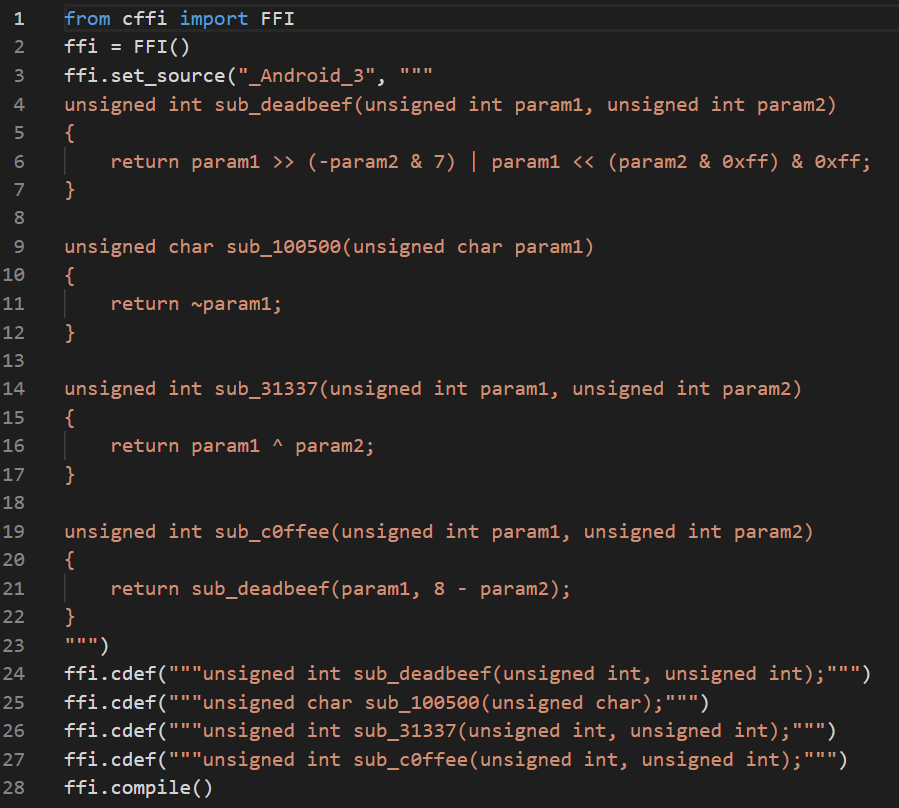 1 from cffi import FFI
2 ffi = FFI()
3 ffi.set_source("_Android_3", """
4 unsigned int sub_deadbeef(unsigned int param1, unsigned int param2)
5 {
6     return param1 >> (-param2 & 7) | param1 << (param2 & 0xff) & 0xff;
7 }
8
9 unsigned char sub_100500(unsigned char param1)
10 {
11     return ~param1;
12 }
13
14 unsigned int sub_31337(unsigned int param1, unsigned int param2)
15 {
16     return param1 ^ param2;
17 }
18
19 unsigned int sub_c0ffee(unsigned int param1, unsigned int param2)
20 {
21     return sub_deadbeef(param1, 8 - param2);
22 }
23 """)
24 ffi.cdef("""unsigned int sub_deadbeef(unsigned int, unsigned int);""")
25 ffi.cdef("""unsigned char sub_100500(unsigned char);""")
26 ffi.cdef("""unsigned int sub_31337(unsigned int, unsigned int);""")
27 ffi.cdef("""unsigned int sub_c0ffee(unsigned int, unsigned int);""")
28 ffi.compile()